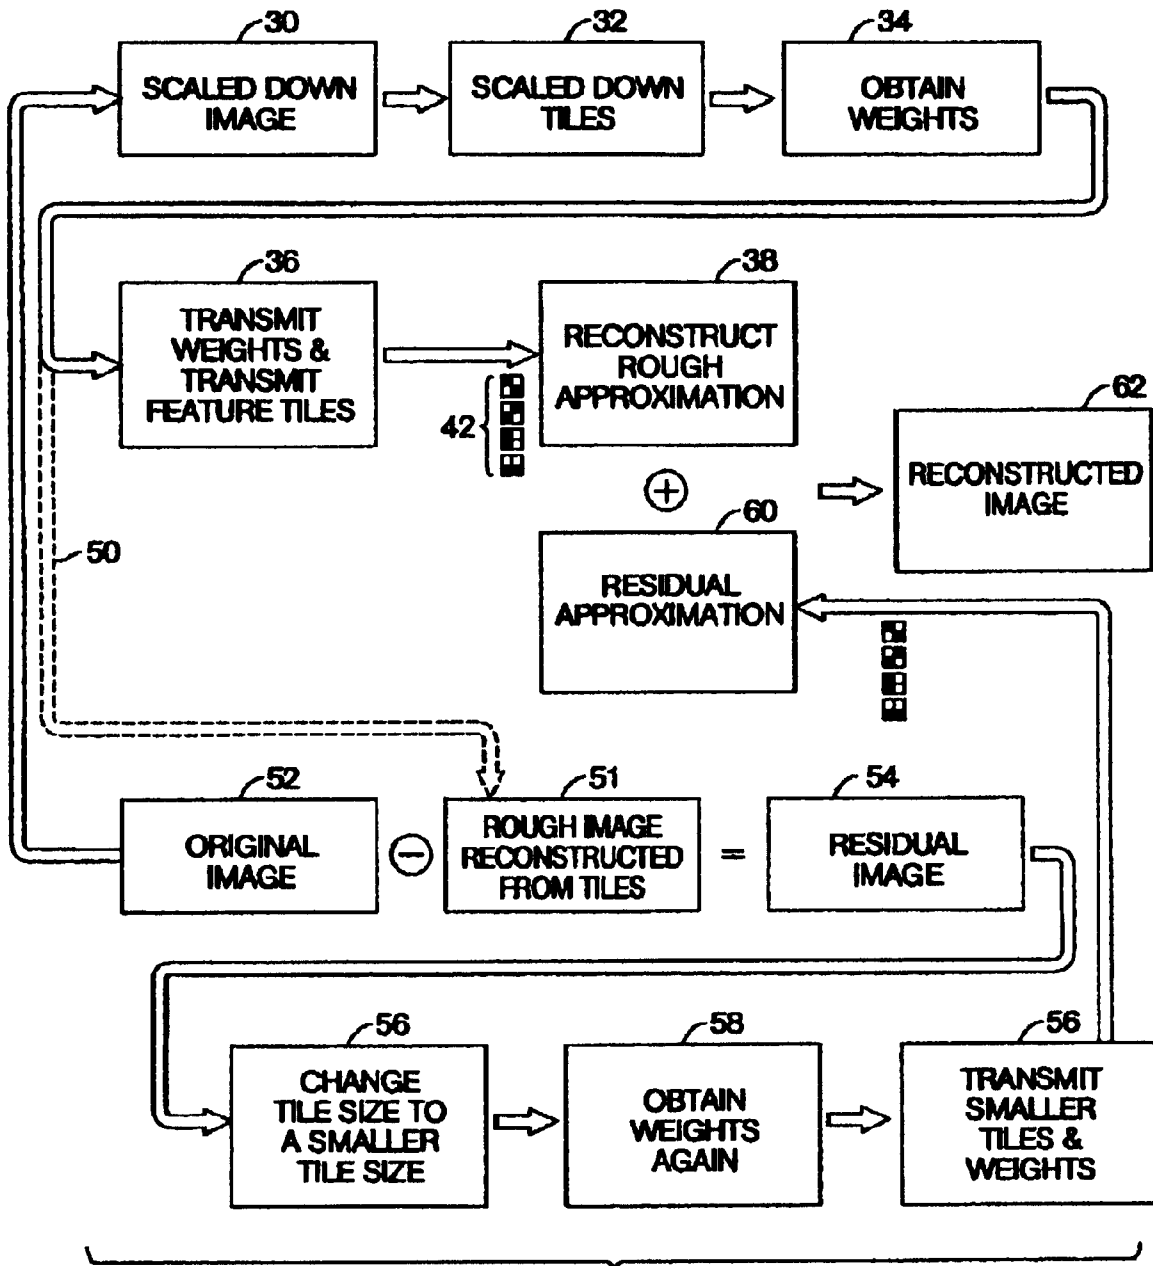 30
SCALED DOWN
IMAGE
32
SCALED DOWN
TILES
34
OBTAIN
WEIGHTS
36
TRANSMIT
WEIGHTS &
TRANSMIT
FEATURE TILES
42
38
RECONSTRUCT
ROUGH
APPROXIMATION
+
62
RECONSTRUCTED
IMAGE
60
RESIDUAL
APPROXIMATION
50
52
ORIGINAL
IMAGE
−
51
ROUGH IMAGE
RECONSTRUCTED
FROM TILES
=
54
RESIDUAL
IMAGE
56
CHANGE
TILE SIZE TO
A SMALLER
TILE SIZE
58
OBTAIN
WEIGHTS
AGAIN
56
TRANSMIT
SMALLER
TILES &
WEIGHTS